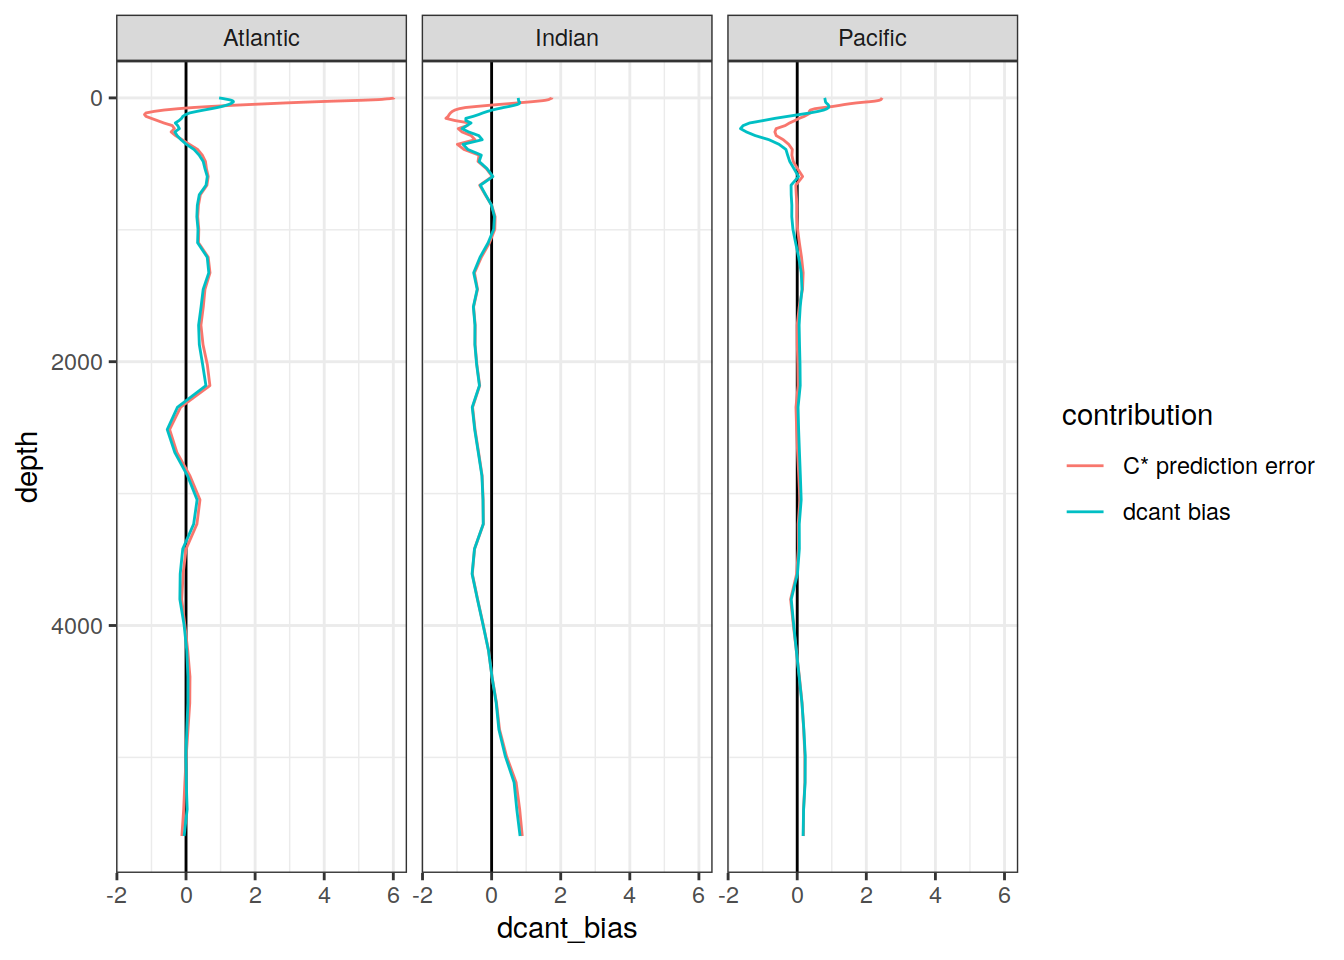 Atlantic Indian Pacific
0
2000
4000
depth
-2 0 2 4 6 -2 0 2 4 6 -2 0 2 4 6
dcant_bias
contribution
C* prediction error
dcant bias